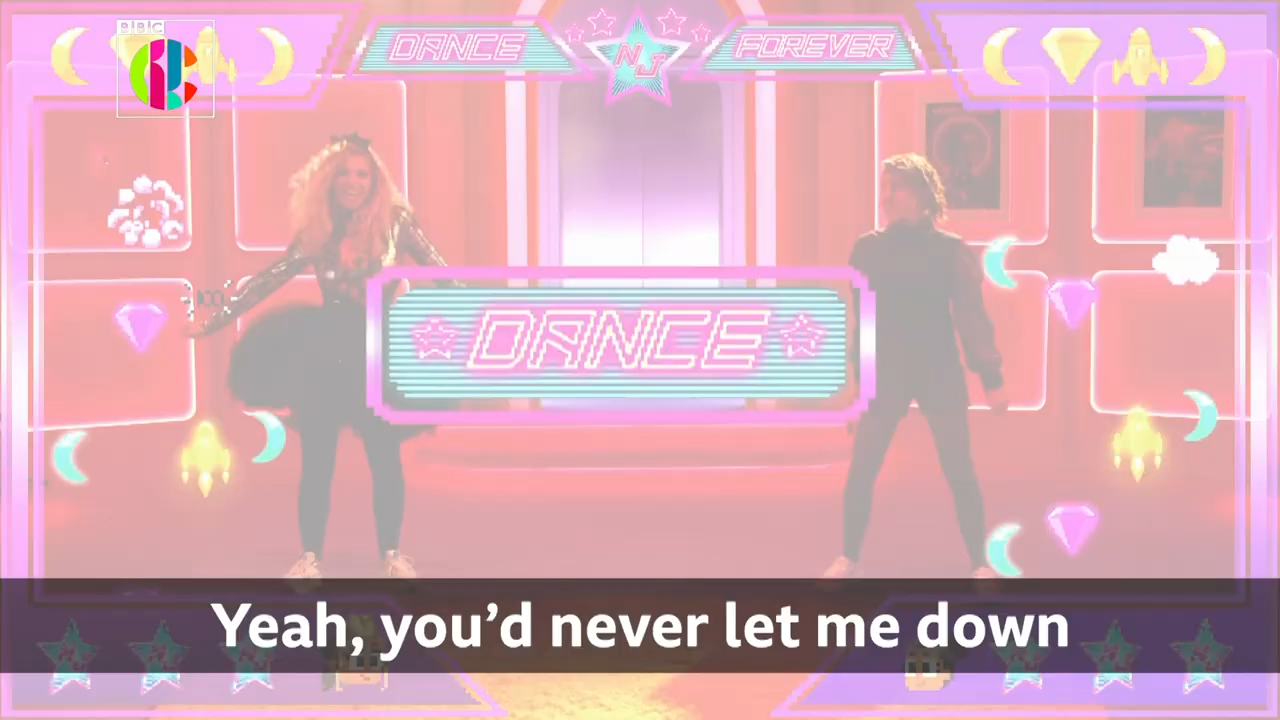 BBC
DANCE
NJ
FOREVER
DANCE
Yeah, you'd never let me down